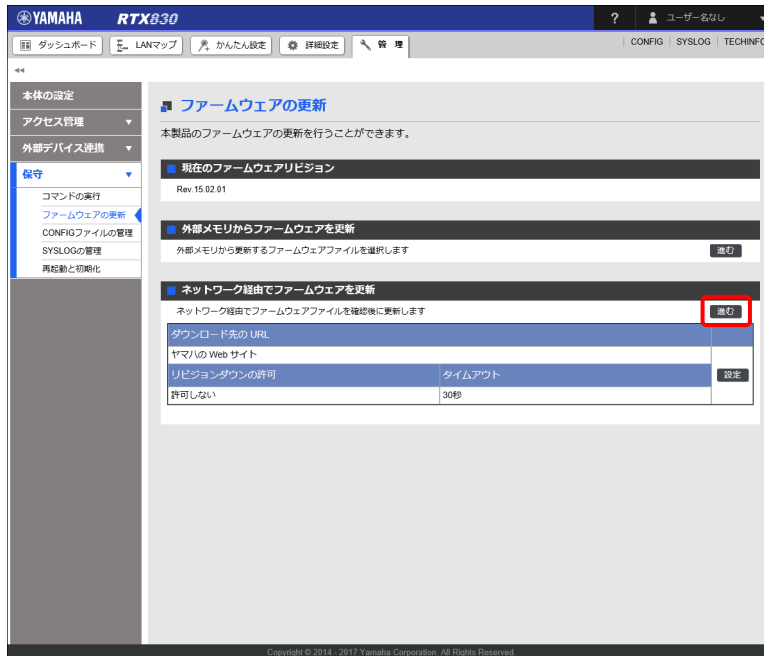 YAMAHA RTX830 ? ユーザー名なし
ダッシュボード LANマップ かんたん設定 詳細設定 管 理 CONFIG SYSLOG TECHINFO
本体の設定
アクセス管理
外部デバイス連携
保守
コマンドの実行
ファームウェアの更新
CONFIGファイルの管理
SYSLOGの管理
再起動と初期化
ファームウェアの更新
本製品のファームウェアの更新を行うことができます。
現在のファームウェアリビジョン
Rev.15.02.01
外部メモリからファームウェアを更新
外部メモリから更新するファームウェアファイルを選択します 進む
ネットワーク経由でファームウェアを更新
ネットワーク経由でファームウェアファイルを確認後に更新します 進む
ダウンロード先の URL
ヤマハの Web サイト
リビジョンダウンの許可 タイムアウト 設定
許可しない 30秒
Copyright © 2014 - 2017 Yamaha Corporation. All Rights Reserved.